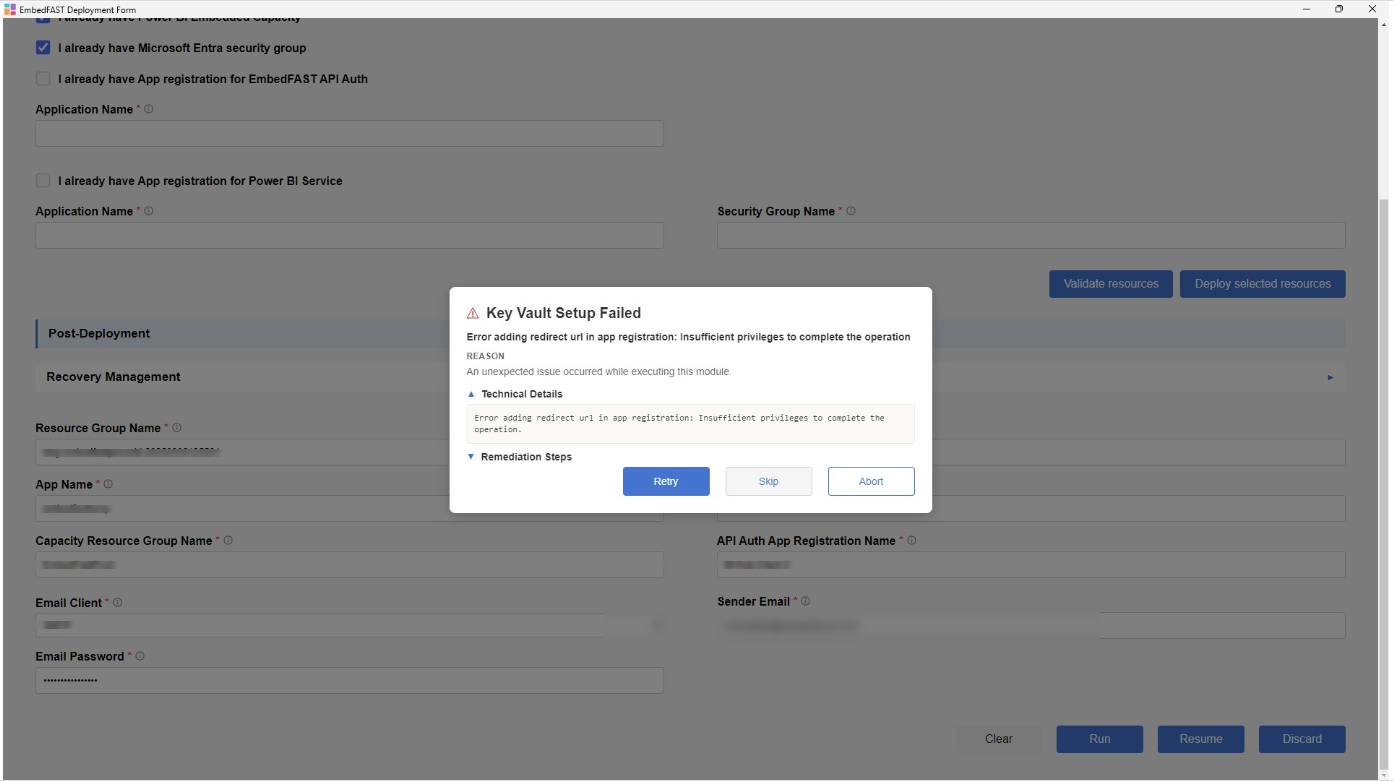 EmbedFAST Deployment Form
I already have Power BI Embedded Capacity
I already have Microsoft Entra security group
I already have App registration for EmbedFAST API Auth
Application Name *
I already have App registration for Power BI Service
Application Name *
Security Group Name *
Validate resources
Deploy selected resources
Key Vault Setup Failed
Error adding redirect url in app registration: Insufficient privileges to complete the operation
REASON
An unexpected issue occurred while executing this module.
▲ Technical Details
Error adding redirect url in app registration: Insufficient privileges to complete the
operation.
▼ Remediation Steps
Retry
Skip
Abort
Post-Deployment
Recovery Management
Resource Group Name *
App Name *
Capacity Resource Group Name *
API Auth App Registration Name *
Email Client *
Sender Email *
Email Password *
Clear
Run
Resume
Discard